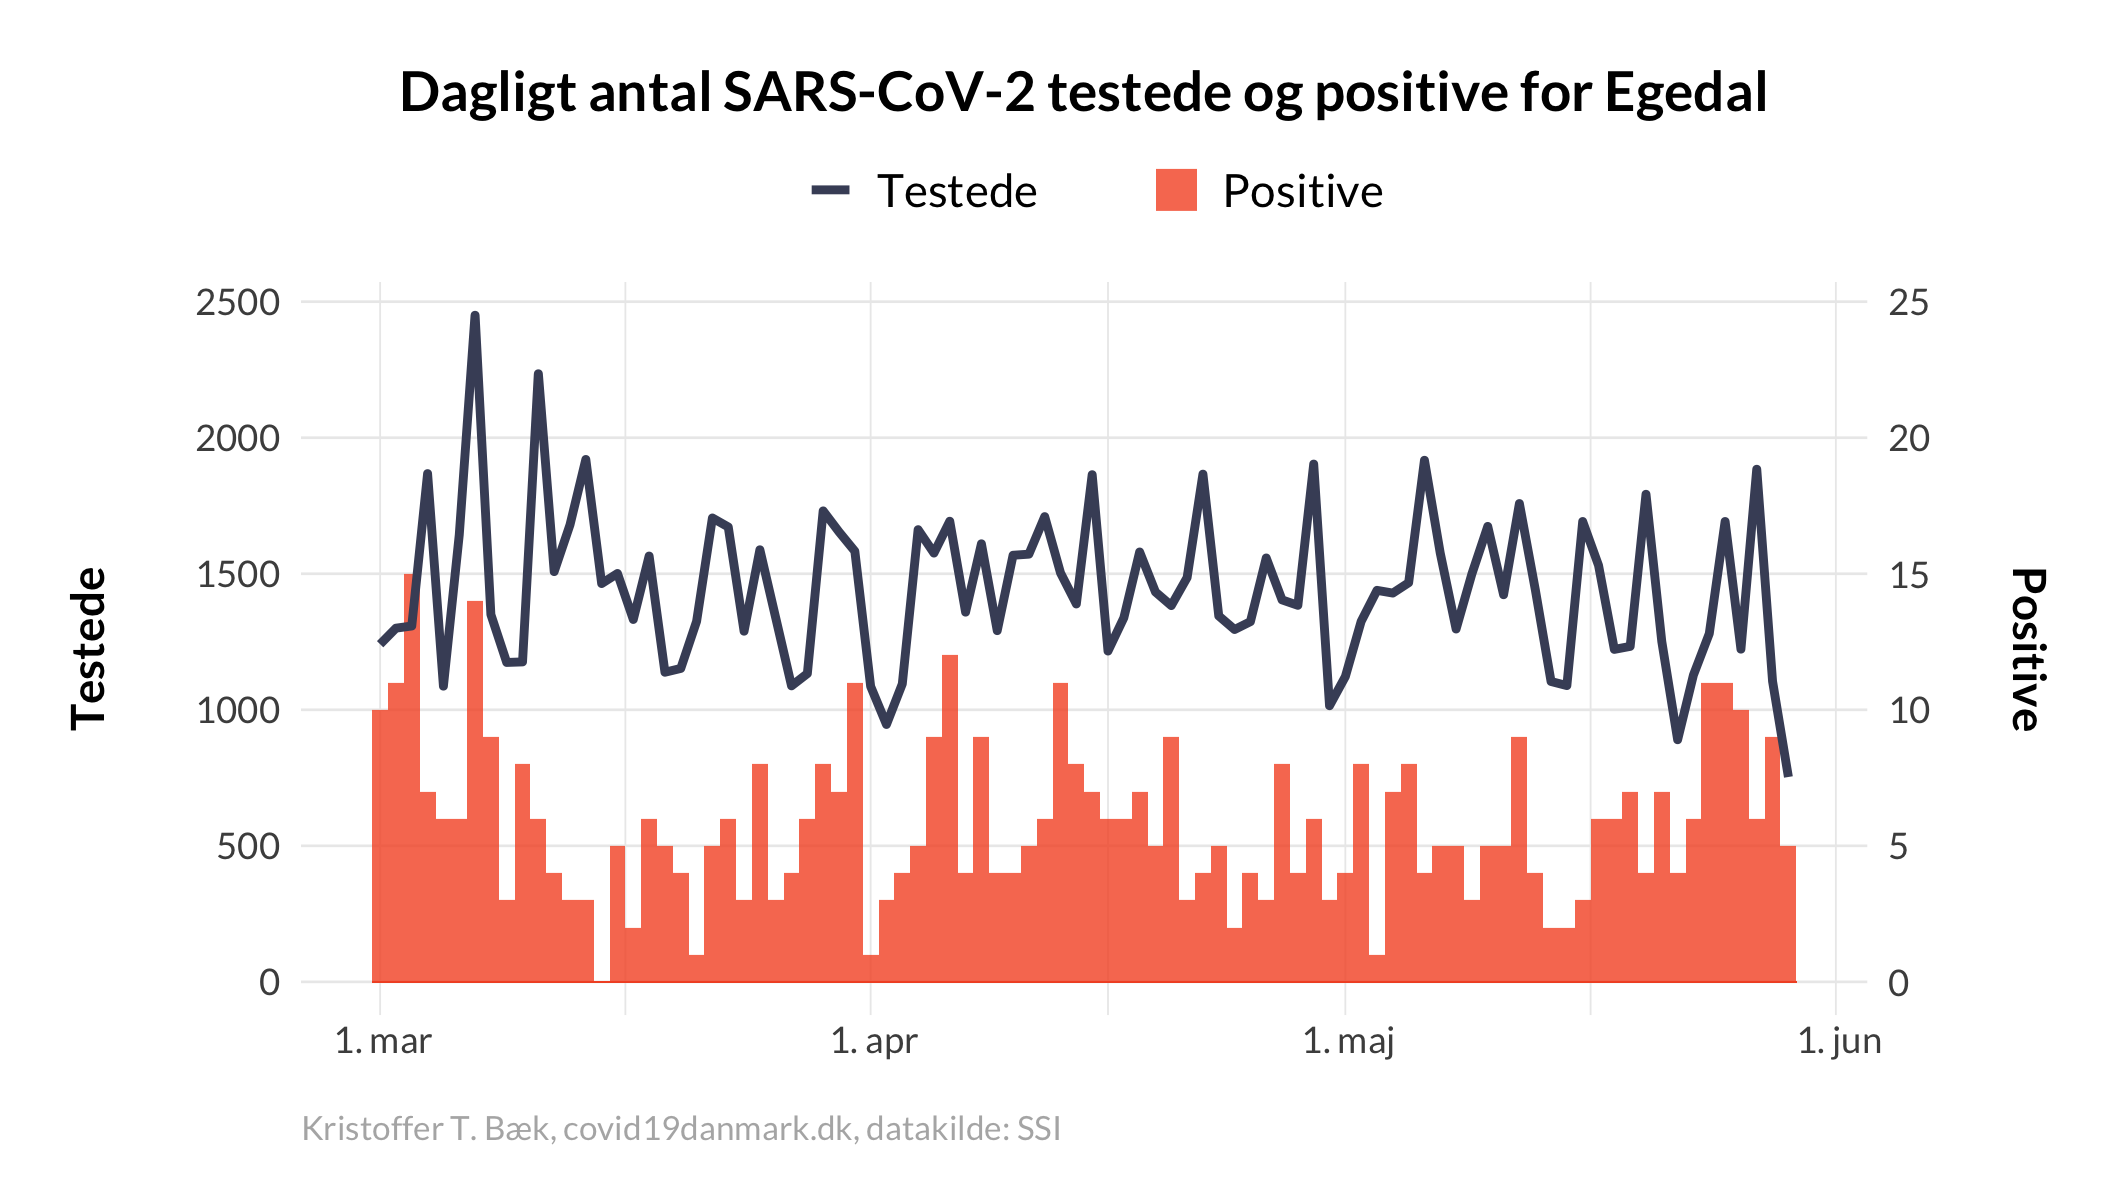 Dagligt antal SARS-CoV-2 testede og positive for Egedal
Testede Positive
2500 25
2000 20
1500 15
1000 10
500 5
0 0
Testede
Positive
1. mar 1. apr 1. maj 1. jun
Kristoffer T. Bæk, covid19danmark.dk, datakilde: SSI